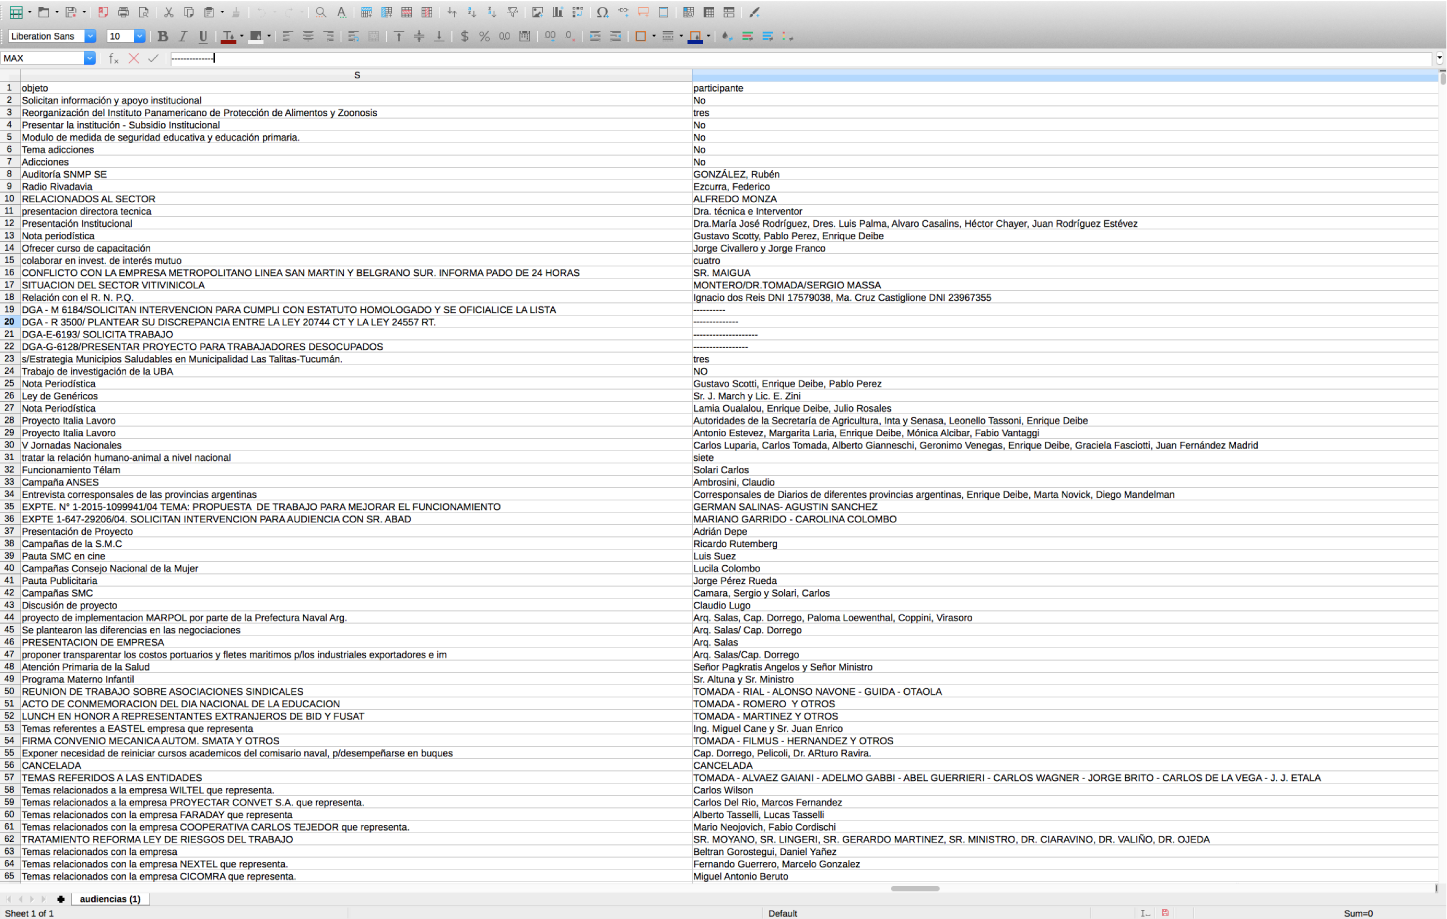 Liberation Sans 10
MAX --------------
S
1 objeto participante
2 Solicitan información y apoyo institucional No
3 Reorganización del Instituto Panamericano de Protección de Alimentos y Zoonosis tres
4 Presentar la institución - Subsidio Institucional No
5 Modulo de medida de seguridad educativa y educación primaria. No
6 Tema adicciones No
7 Adicciones No
8 Auditoría SNMP SE GONZÁLEZ, Rubén
9 Radio Rivadavia Ezcurra, Federico
10 RELACIONADOS AL SECTOR ALFREDO MONZA
11 presentacion directora tecnica Dra. técnica e Interventor
12 Presentación Institucional Dra.María José Rodríguez, Dres. Luis Palma, Alvaro Casalins, Héctor Chayer, Juan Rodríguez Estévez
13 Nota periodística Gustavo Scotty, Pablo Perez, Enrique Deibe
14 Ofrecer curso de capacitación Jorge Civallero y Jorge Franco
15 colaborar en invest. de interés mutuo cuatro
16 CONFLICTO CON LA EMPRESA METROPOLITANO LINEA SAN MARTIN Y BELGRANO SUR. INFORMA PADO DE 24 HORAS SR. MAIGUA
17 SITUACION DEL SECTOR VITIVINICOLA MONTERO/DR.TOMADA/SERGIO MASSA
18 Relación con el R. N. P.Q. Ignacio dos Reis DNI 17579038, Ma. Cruz Castiglione DNI 23967355
19 DGA - M 6184/SOLICITAN INTERVENCION PARA CUMPLI CON ESTATUTO HOMOLOGADO Y SE OFICIALICE LA LISTA ----------
20 DGA - R 3500/ PLANTEAR SU DISCREPANCIA ENTRE LA LEY 20744 CT Y LA LEY 24557 RT. --------------
21 DGA-E-6193/ SOLICITA TRABAJO --------------------
22 DGA-G-6128/PRESENTAR PROYECTO PARA TRABAJADORES DESOCUPADOS -----------------
23 s/Estrategia Municipios Saludables en Municipalidad Las Talitas-Tucumán. tres
24 Trabajo de investigación de la UBA NO
25 Nota Periodística Gustavo Scotti, Enrique Deibe, Pablo Perez
26 Ley de Genéricos Sr. J. March y Lic. E. Zini
27 Nota Periodística Lamia Oualalou, Enrique Deibe, Julio Rosales
28 Proyecto Italia Lavoro Autoridades de la Secretaría de Agricultura, Inta y Senasa, Leonello Tassoni, Enrique Deibe
29 Proyecto Italia Lavoro Antonio Estevez, Margarita Laria, Enrique Deibe, Mónica Alcibar, Fabio Vantaggi
30 V Jornadas Nacionales Carlos Luparia, Carlos Tomada, Alberto Gianneschi, Geronimo Venegas, Enrique Deibe, Graciela Fasciotti, Juan Fernández Madrid
31 tratar la relación humano-animal a nivel nacional siete
32 Funcionamiento Télam Solari Carlos
33 Campaña ANSES Ambrosini, Claudio
34 Entrevista corresponsales de las provincias argentinas Corresponsales de Diarios de diferentes provincias argentinas, Enrique Deibe, Marta Novick, Diego Mandelman
35 EXPTE. N° 1-2015-1099941/04 TEMA: PROPUESTA DE TRABAJO PARA MEJORAR EL FUNCIONAMIENTO GERMAN SALINAS- AGUSTIN SANCHEZ
36 EXPTE 1-647-29206/04. SOLICITAN INTERVENCION PARA AUDIENCIA CON SR. ABAD MARIANO GARRIDO - CAROLINA COLOMBO
37 Presentación de Proyecto Adrián Depe
38 Campañas de la S.M.C Ricardo Rutemberg
39 Pauta SMC en cine Luis Suez
40 Campañas Consejo Nacional de la Mujer Lucila Colombo
41 Pauta Publicitaria Jorge Pérez Rueda
42 Campañas SMC Camara, Sergio y Solari, Carlos
43 Discusión de proyecto Claudio Lugo
44 proyecto de implementacion MARPOL por parte de la Prefectura Naval Arg. Arq. Salas, Cap. Dorrego, Paloma Loewenthal, Coppini, Virasoro
45 Se plantearon las diferencias en las negociaciones Arq. Salas/ Cap. Dorrego
46 PRESENTACION DE EMPRESA Arq. Salas
47 proponer transparentar los costos portuarios y fletes maritimos p/los industriales exportadores e im Arq. Salas/Cap. Dorrego
48 Atención Primaria de la Salud Señor Pagkratis Angelos y Señor Ministro
49 Programa Materno Infantil Sr. Altuna y Sr. Ministro
50 REUNION DE TRABAJO SOBRE ASOCIACIONES SINDICALES TOMADA - RIAL - ALONSO NAVONE - GUIDA - OTAOLA
51 ACTO DE CONMEMORACION DEL DIA NACIONAL DE LA EDUCACION TOMADA - ROMERO Y OTROS
52 LUNCH EN HONOR A REPRESENTANTES EXTRANJEROS DE BID Y FUSAT TOMADA - MARTINEZ Y OTROS
53 Temas referentes a EASTEL empresa que representa Ing. Miguel Cane y Sr. Juan Enrico
54 FIRMA CONVENIO MECANICA AUTOM. SMATA Y OTROS TOMADA - FILMUS - HERNANDEZ Y OTROS
55 Exponer necesidad de reiniciar cursos academicos del comisario naval, p/desempeñarse en buques Cap. Dorrego, Pelicoli, Dr. ARturo Ravira.
56 CANCELADA CANCELADA
57 TEMAS REFERIDOS A LAS ENTIDADES TOMADA - ALVAEZ GAIANI - ADELMO GABBI - ABEL GUERRIERI - CARLOS WAGNER - JORGE BRITO - CARLOS DE LA VEGA - J. J. ETALA
58 Temas relacionados a la empresa WILTEL que representa. Carlos Wilson
59 Temas relacionados a la empresa PROYECTAR CONVET S.A. que representa. Carlos Del Rio, Marcos Fernandez
60 Temas relacionados con la empresa FARADAY que representa Alberto Tasselli, Lucas Tasselli
61 Temas relacionados con la empresa COOPERATIVA CARLOS TEJEDOR que representa. Mario Neojovich, Fabio Cordischi
62 TRATAMIENTO REFORMA LEY DE RIESGOS DEL TRABAJO SR. MOYANO, SR. LINGERI, SR. GERARDO MARTINEZ, SR. MINISTRO, DR. CIARAVINO, DR. VALIÑO, DR. OJEDA
63 Temas relacionados con la empresa Beltran Gorostegui, Daniel Yañez
64 Temas relacionados con la empresa NEXTEL que representa. Fernando Guerrero, Marcelo Gonzalez
65 Temas relacionados con la empresa CICOMRA que representa. Miguel Antonio Beruto
audiencias (1)
Sheet 1 of 1 Default Sum=0